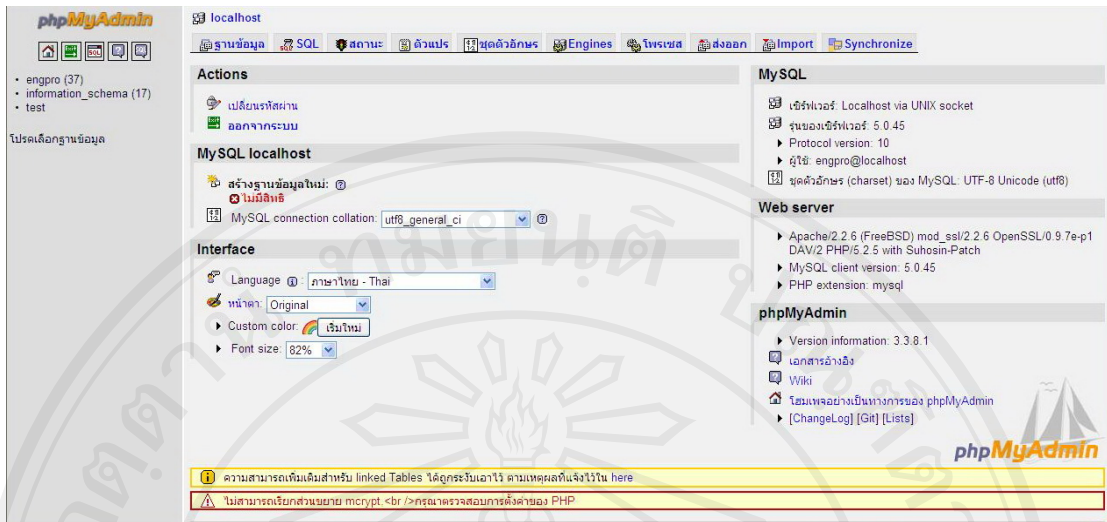 phpMyAdmin
engpro (37)
information_schema (17)
test
โปรดเลือกฐานข้อมูล
localhost
ฐานข้อมูล SQL สถานะ ตัวแปร ชุดตัวอักษร Engines โพรเซส ส่งออก Import Synchronize
Actions
เปลี่ยนรหัสผ่าน
ออกจากระบบ
MySQL localhost
สร้างฐานข้อมูลใหม่:
ไม่มีสิทธิ
MySQL connection collation: utf8_general_ci
Interface
Language : ภาษาไทย - Thai
หน้าตา: Original
Custom color: เริ่มใหม่
Font size: 82%
MySQL
เซิร์ฟเวอร์: Localhost via UNIX socket
รุ่นของเซิร์ฟเวอร์: 5.0.45
Protocol version: 10
ผู้ใช้: engpro@localhost
ชุดตัวอักษร (charset) ของ MySQL: UTF-8 Unicode (utf8)
Web server
Apache/2.2.6 (FreeBSD) mod_ssl/2.2.6 OpenSSL/0.9.7e-p1
DAV/2 PHP/5.2.5 with Suhosin-Patch
MySQL client version: 5.0.45
PHP extension: mysql
phpMyAdmin
Version information: 3.3.8.1
เอกสารอ้างอิง
Wiki
โฮมเพจอย่างเป็นทางการของ phpMyAdmin
[ChangeLog] [Git] [Lists]
phpMyAdmin
ความสามารถเพิ่มเติมสำหรับ linked Tables ได้ถูกระงับเอาไว้ ตามเหตุผลที่แจ้งไว้ใน here
ไม่สามารถเรียกส่วนขยาย mcrypt.<br />กรุณาตรวจสอบการตั้งค่าของ PHP